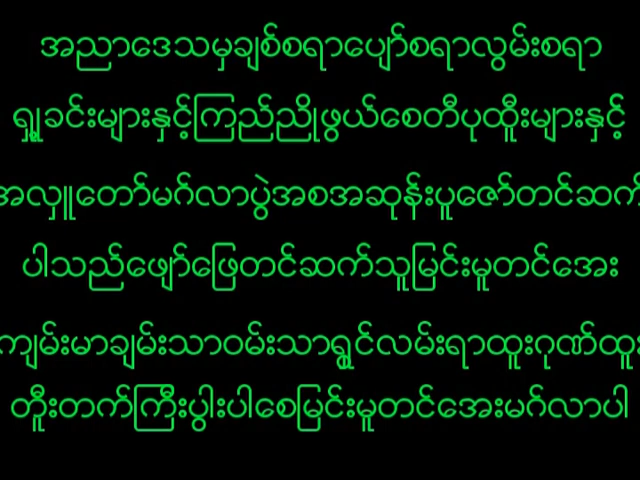 အညာဒေသမှချစ်စရာပျော်စရာလွမ်းစရာ
ရှုခင်းများနှင့်ကြည်ညိုဖွယ်စေတီပုထိုးများနှင့်
အလှူတော်မင်္ဂလာပွဲအစအဆုန်းပူဇော်တင်ဆက်
ပါသည်ဖျော်ဖြေတင်ဆက်သူမြင်းမူတင်အေး
ကျမ်းမာချမ်းသာဝမ်းသာရွှင်လမ်းရာထူးဂုဏ်ထူး
တိုးတက်ကြီးပွါးပါစေမြင်းမူတင်အေးမင်္ဂလာပါ